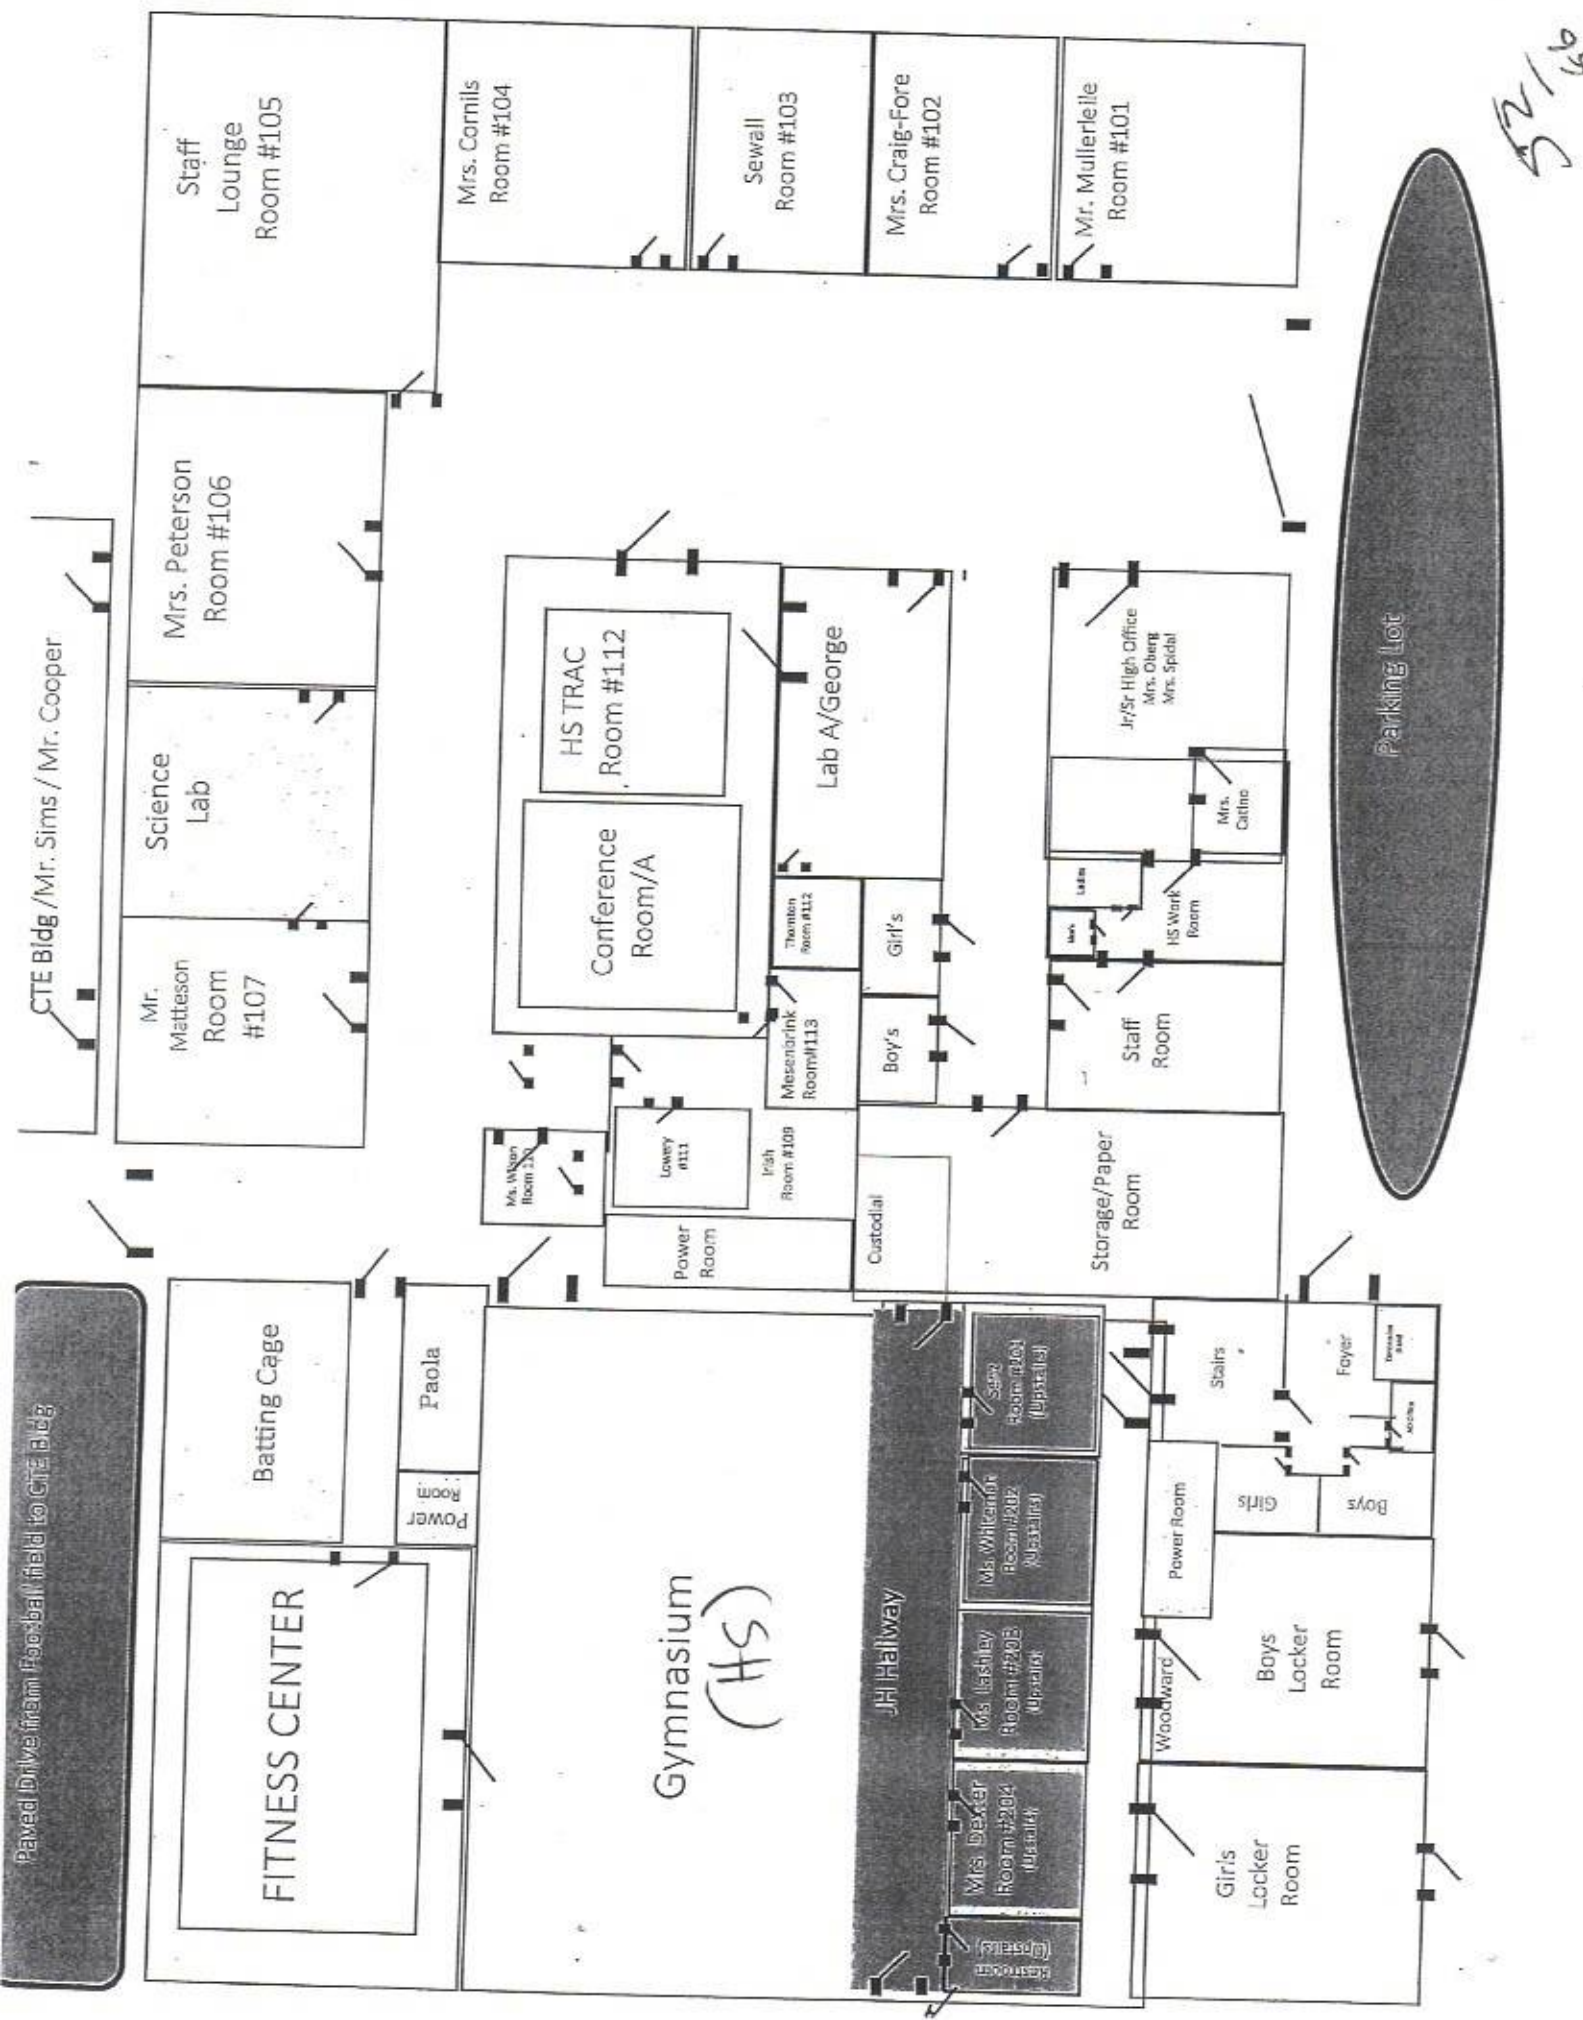 Staff
Lounge
Room #105
Mrs. Cornils
Room #104
Sewall
Room #103
Mrs. Craig-Fore
Room #102
Mr. Mullerleile
Room #101
CTE Bldg /Mr. Sims / Mr. Cooper
Mrs. Peterson
Room #106
Science
Lab
Mr.
Matteson
Room
#107
HS TRAC
Room #112
Conference
Room/A
Lab A/George
Thornton
Room #112
Girl's
Mesenbrink
Room#113
Boy's
Jr/Sr High Office
Mrs. Oberg
Mrs. Spidal
Mrs.
Catino
Ladies
Men's
HS Work
Room
Staff
Room
Parking Lot
Ms. Wilson
Room 110
Lowery
#111
Irish
Room #109
Power
Room
Custodial
Storage/Paper
Room
Paved Drive from Football field to CTE Bldg
Batting Cage
Paola
Power
Room
FITNESS CENTER
Gymnasium
(HS)
JH Hallway
Room #201
(Upstairs)
Room #202
(Upstairs)
Ms. Lashley
Room #203
(Upstairs)
Mrs. Dexter
Room #204
(Upstairs)
Restroom
(Upstairs)
Stairs
Foyer
Power Room
Girls
Boys
Woodward
Boys
Locker
Room
Girls
Locker
Room